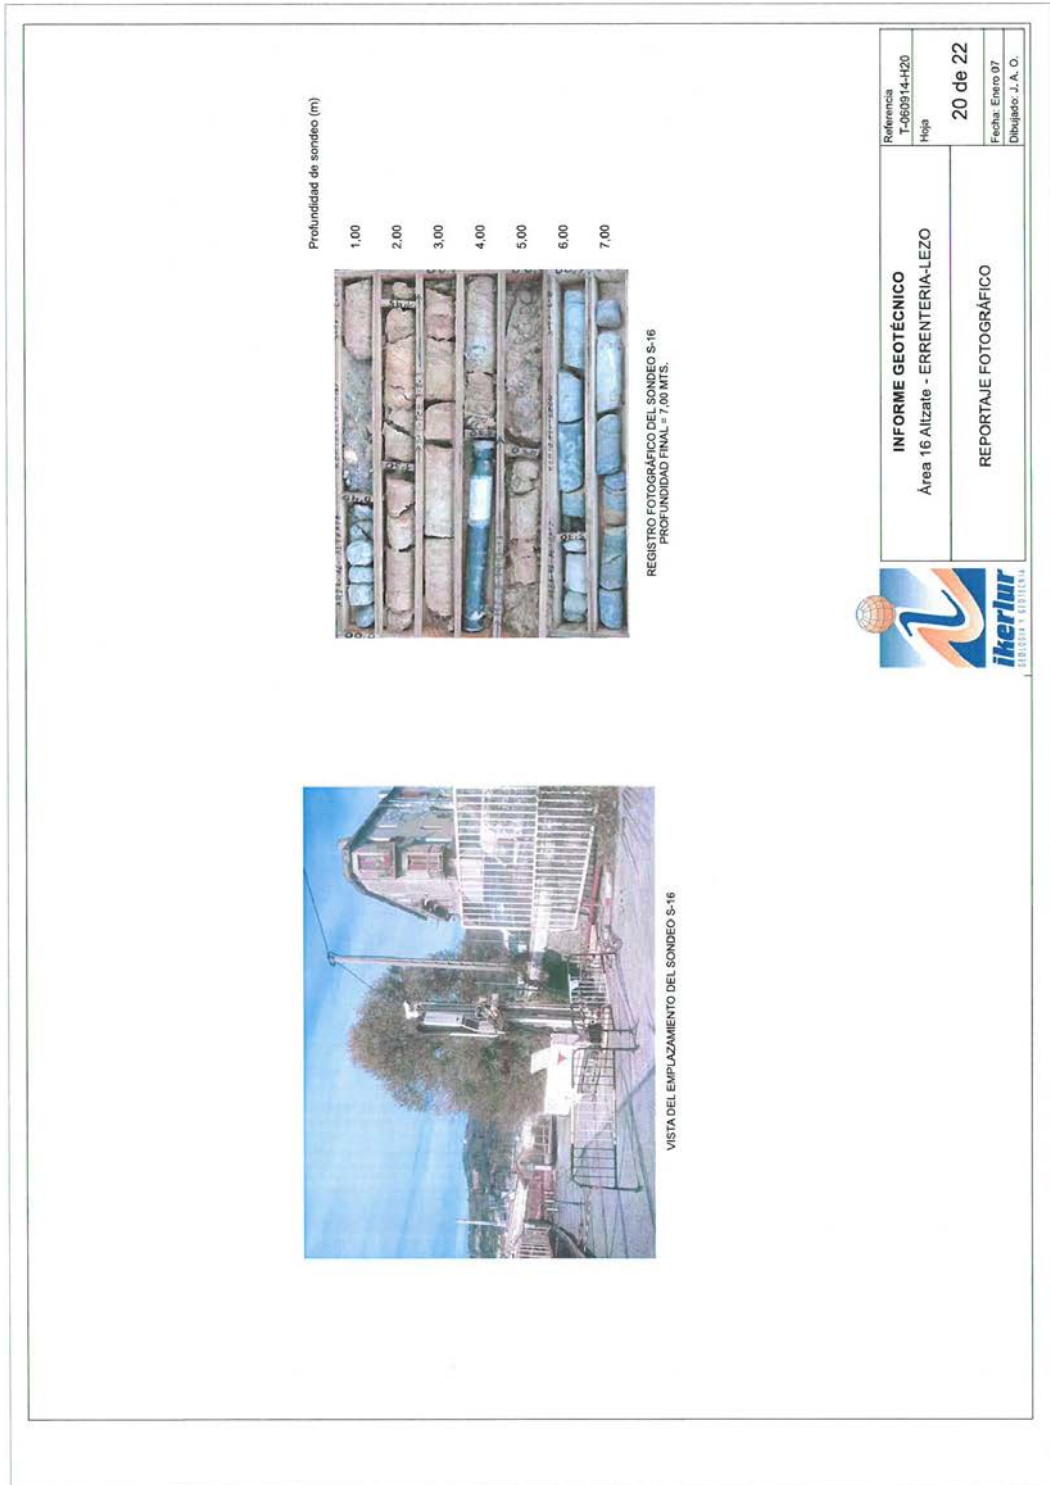 VISTA DEL EMPLAZAMIENTO DEL SONDEO S-16
Profundidad de sondeo (m)
1,00
2,00
3,00
4,00
5,00
6,00
7,00
REGISTRO FOTOGRÁFICO DEL SONDEO S-16
PROFUNDIDAD FINAL = 7,00 MTS.
ikerlur
GEOLOGIA Y GEOTECNIA
INFORME GEOTÉCNICO
Área 16 Altzate - ERRENTERIA-LEZO
REPORTAJE FOTOGRÁFICO
Referencia
T-060914-H20
Hoja
20 de 22
Fecha: Enero 07
Dibujado: J. A. O.